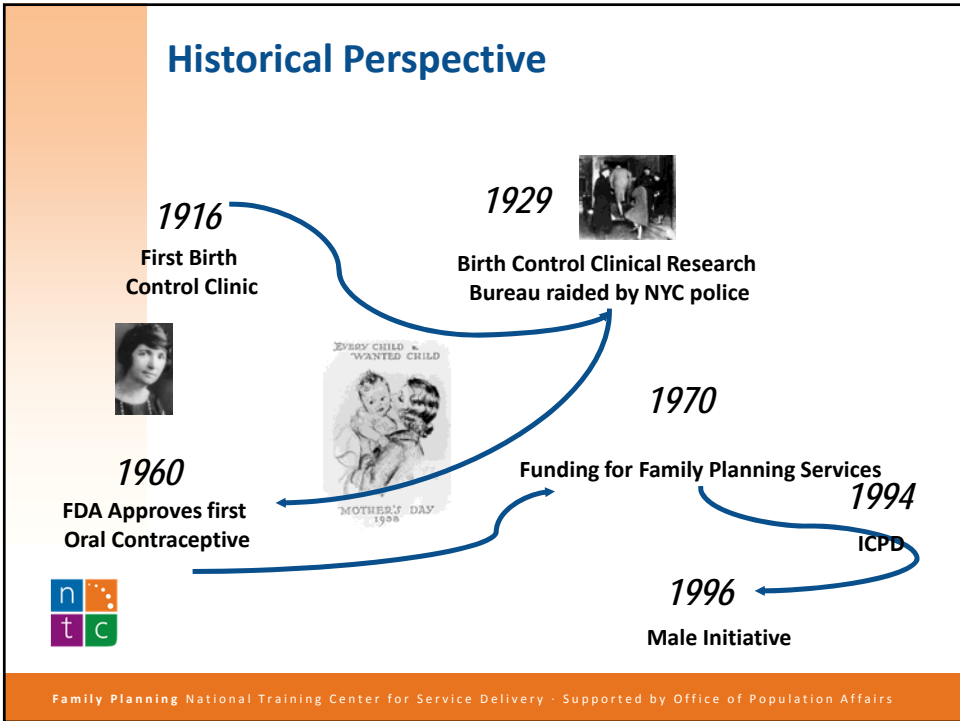 Historical Perspective
1916
First Birth
Control Clinic
1929
Birth Control Clinical Research
Bureau raided by NYC police
EVERY CHILD a
WANTED CHILD
MOTHER'S DAY
1938
1960
FDA Approves first
Oral Contraceptive
1970
Funding for Family Planning Services
1994
ICPD
1996
Male Initiative
n
t c
Family Planning National Training Center for Service Delivery · Supported by Office of Population Affairs